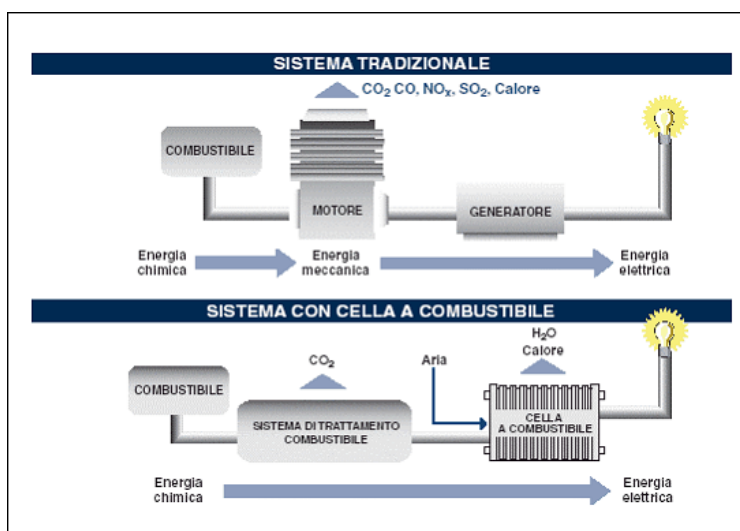 SISTEMA TRADIZIONALE
CO₂ CO, NOₓ, SO₂, Calore
COMBUSTIBILE
MOTORE
GENERATORE
Energia
chimica
Energia
meccanica
Energia
elettrica
SISTEMA CON CELLA A COMBUSTIBILE
CO₂
Aria
H₂O
Calore
COMBUSTIBILE
SISTEMA DI TRATTAMENTO
COMBUSTIBILE
CELLA
A COMBUSTIBILE
Energia
chimica
Energia
elettrica